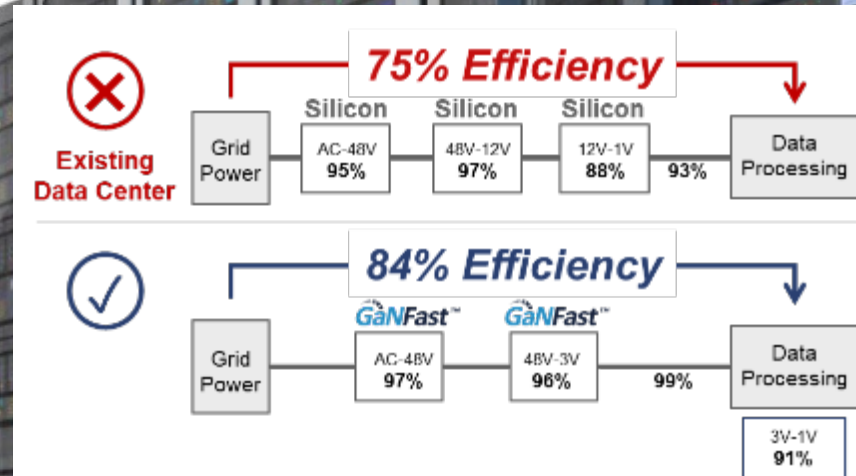 75% Efficiency
Silicon Silicon Silicon
Existing
Data Center
Grid
Power
AC-48V
95%
48V-12V
97%
12V-1V
88%
93%
Data
Processing
84% Efficiency
GaNFast™ GaNFast™
Grid
Power
AC-48V
97%
48V-3V
96%
99%
Data
Processing
3V-1V
91%